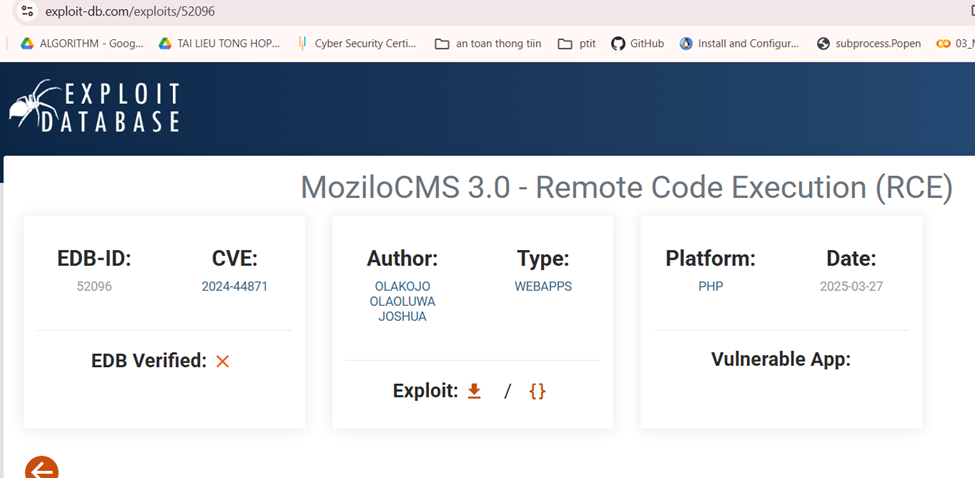 exploit-db.com/exploits/52096
ALGORITHM - Goog... TAI LIEU TONG HOP... Cyber Security Certi... an toan thong tiin ptit GitHub Install and Configur... subprocess.Popen 03_
EXPLOIT
DATABASE
MoziloCMS 3.0 - Remote Code Execution (RCE)
EDB-ID:
52096
CVE:
2024-44871
EDB Verified:
Author:
OLAKOJO
OLAOLUWA
JOSHUA
Type:
WEBAPPS
Exploit: / {}
Platform:
PHP
Date:
2025-03-27
Vulnerable App: